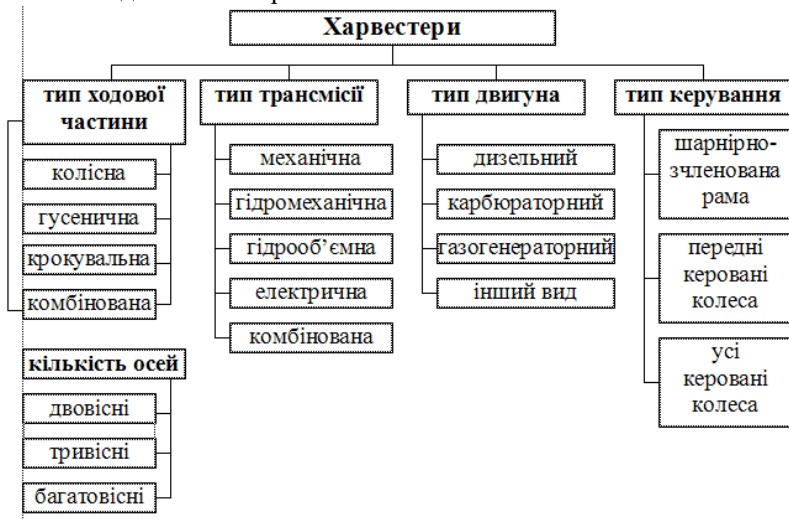 Харвестери
тип ходової
частини
колісна
гусенична
крокувальна
комбінована
кількість осей
двовісні
тривісні
багатовісні
тип трансмісії
механічна
гідромеханічна
гідрооб’ємна
електрична
комбінована
тип двигуна
дизельний
карбюраторний
газогенераторний
інший вид
тип керування
шарнірно-
зчленована
рама
передні
керовані
колеса
усі
керовані
колеса